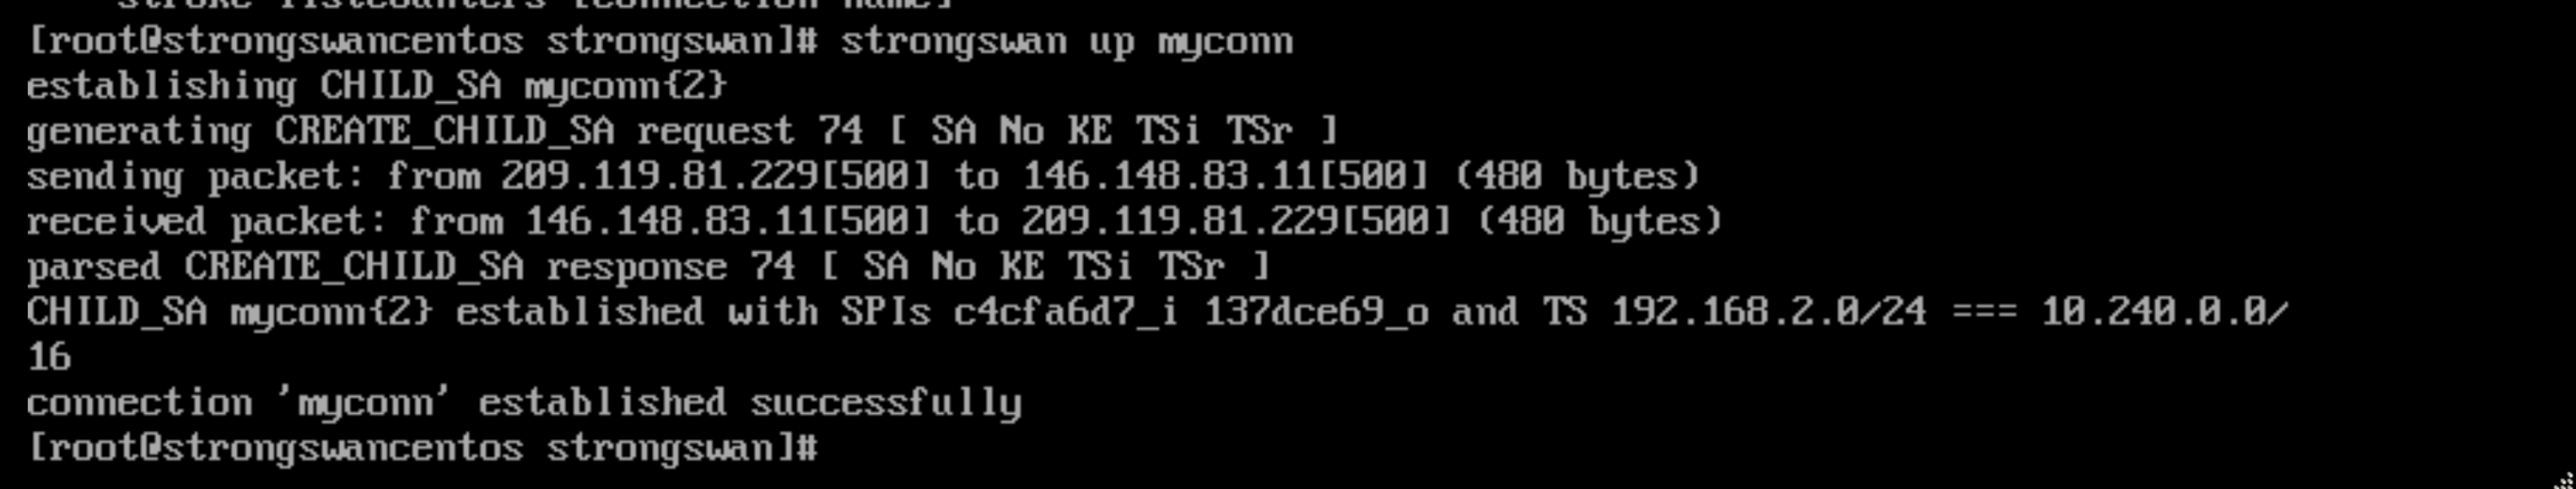 stroke listcounters [connection name]
[root@strongswancentos strongswan]# strongswan up myconn
establishing CHILD_SA myconn{2}
generating CREATE_CHILD_SA request 74 [ SA No KE TSi TSr ]
sending packet: from 209.119.81.229[500] to 146.148.83.11[500] (480 bytes)
received packet: from 146.148.83.11[500] to 209.119.81.229[500] (480 bytes)
parsed CREATE_CHILD_SA response 74 [ SA No KE TSi TSr ]
CHILD_SA myconn{2} established with SPIs c4cfa6d7_i 137dce69_o and TS 192.168.2.0/24 === 10.240.0.0/
16
connection 'myconn' established successfully
[root@strongswancentos strongswan]#